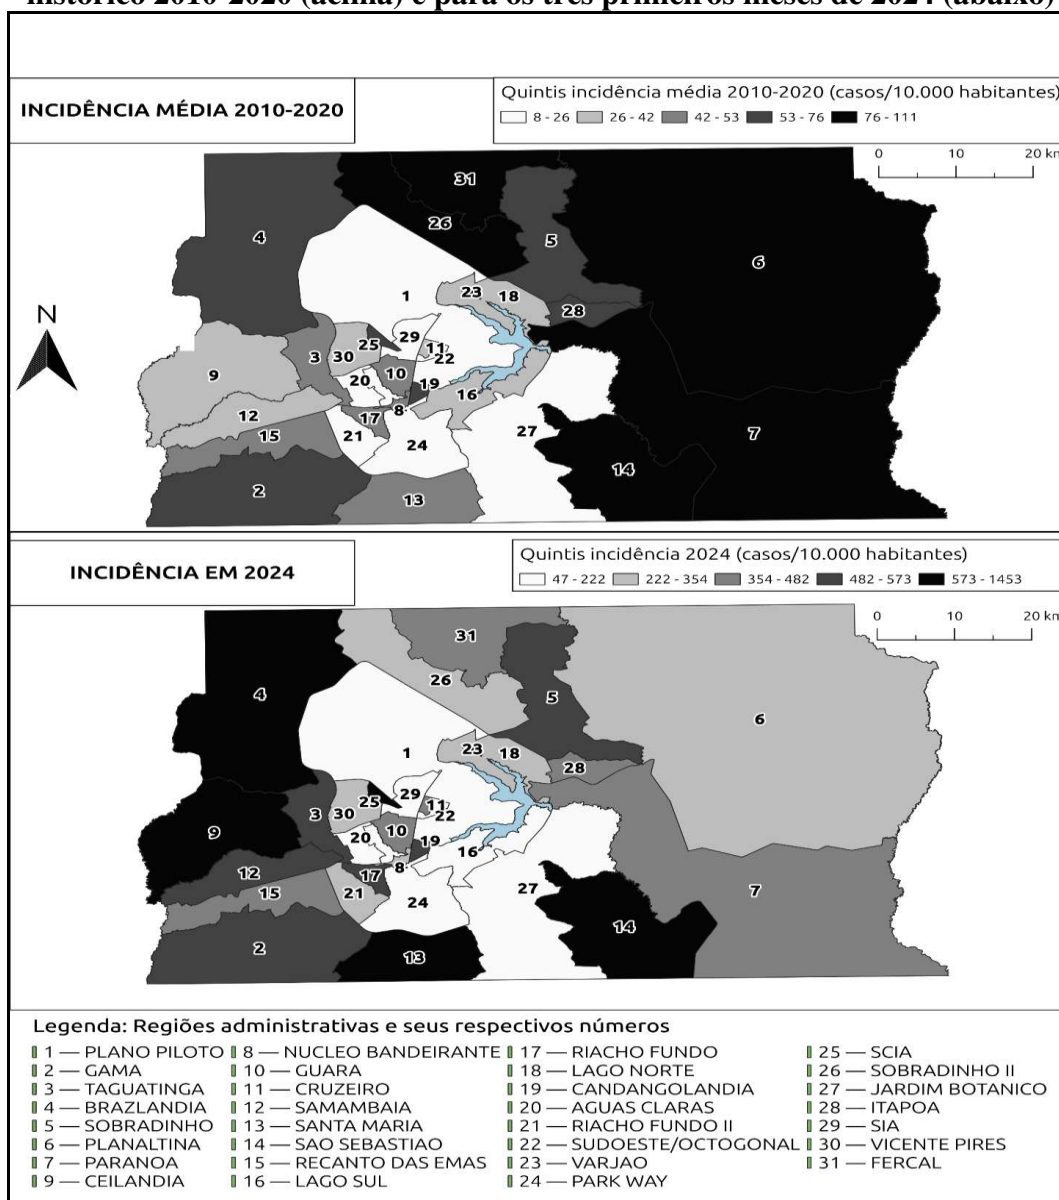 histórico 2010-2020 (acima) e para os três primeiros meses de 2024 (abaixo)
INCIDÊNCIA MÉDIA 2010-2020
Quintis incidência média 2010-2020 (casos/10.000 habitantes)
8 - 26 26 - 42 42 - 53 53 - 76 76 - 111
0 10 20 km
31
26
4
5
6
1
23 18
28
N
29
25
11
3 30
22
9
20 10
19
16
12
8
17
15
21
27
24
7
14
2
13
INCIDÊNCIA EM 2024
Quintis incidência 2024 (casos/10.000 habitantes)
47 - 222 222 - 354 354 - 482 482 - 573 573 - 1453
0 10 20 km
31
26
4
5
6
1
23 18
28
29
25
11
3 30
22
9
20 10
19
16
12
8
17
15
21
27
24
7
14
2
13
Legenda: Regiões administrativas e seus respectivos números
1 — PLANO PILOTO
2 — GAMA
3 — TAGUATINGA
4 — BRAZLANDIA
5 — SOBRADINHO
6 — PLANALTINA
7 — PARANOA
9 — CEILANDIA
8 — NUCLEO BANDEIRANTE
10 — GUARA
11 — CRUZEIRO
12 — SAMAMBAIA
13 — SANTA MARIA
14 — SAO SEBASTIAO
15 — RECANTO DAS EMAS
16 — LAGO SUL
17 — RIACHO FUNDO
18 — LAGO NORTE
19 — CANDANGOLANDIA
20 — AGUAS CLARAS
21 — RIACHO FUNDO II
22 — SUDOESTE/OCTOGONAL
23 — VARJAO
24 — PARK WAY
25 — SCIA
26 — SOBRADINHO II
27 — JARDIM BOTANICO
28 — ITAPOA
29 — SIA
30 — VICENTE PIRES
31 — FERCAL